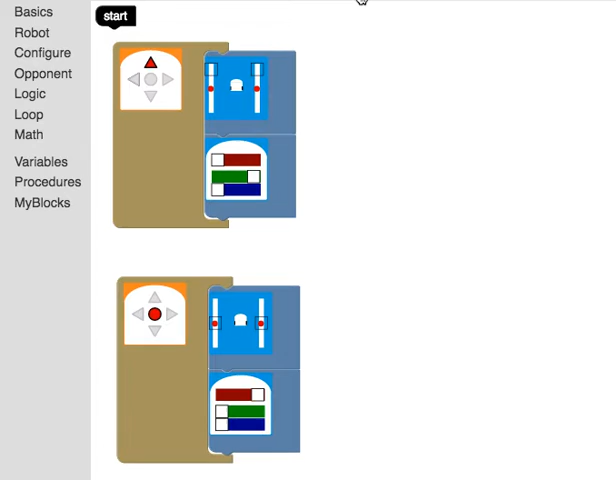 Basics
Robot
Configure
Opponent
Logic
Loop
Math
Variables
Procedures
MyBlocks
start